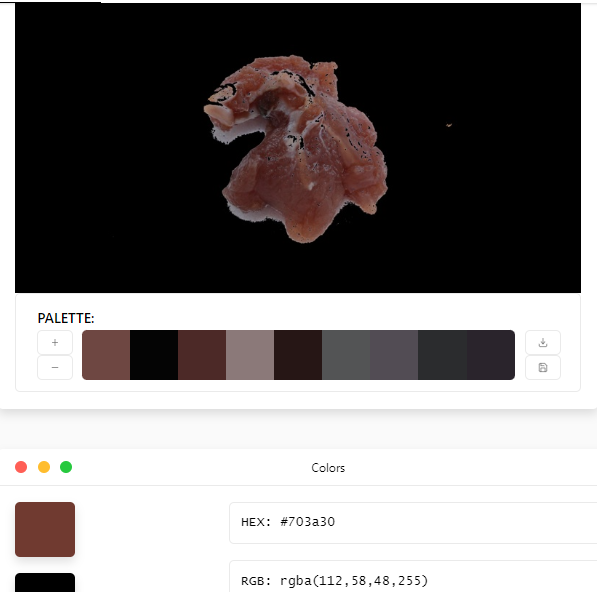 PALETTE:
+
−
Colors
HEX: #703a30
RGB: rgba(112,58,48,255)